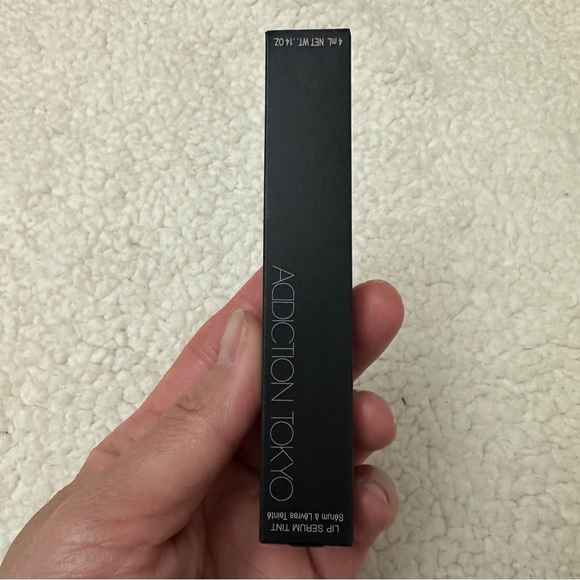 LIP SERUM TINT
Sérum à Lèvres Teinté
ADDICTION TOKYO
4 mL NET WT. .14 OZ.